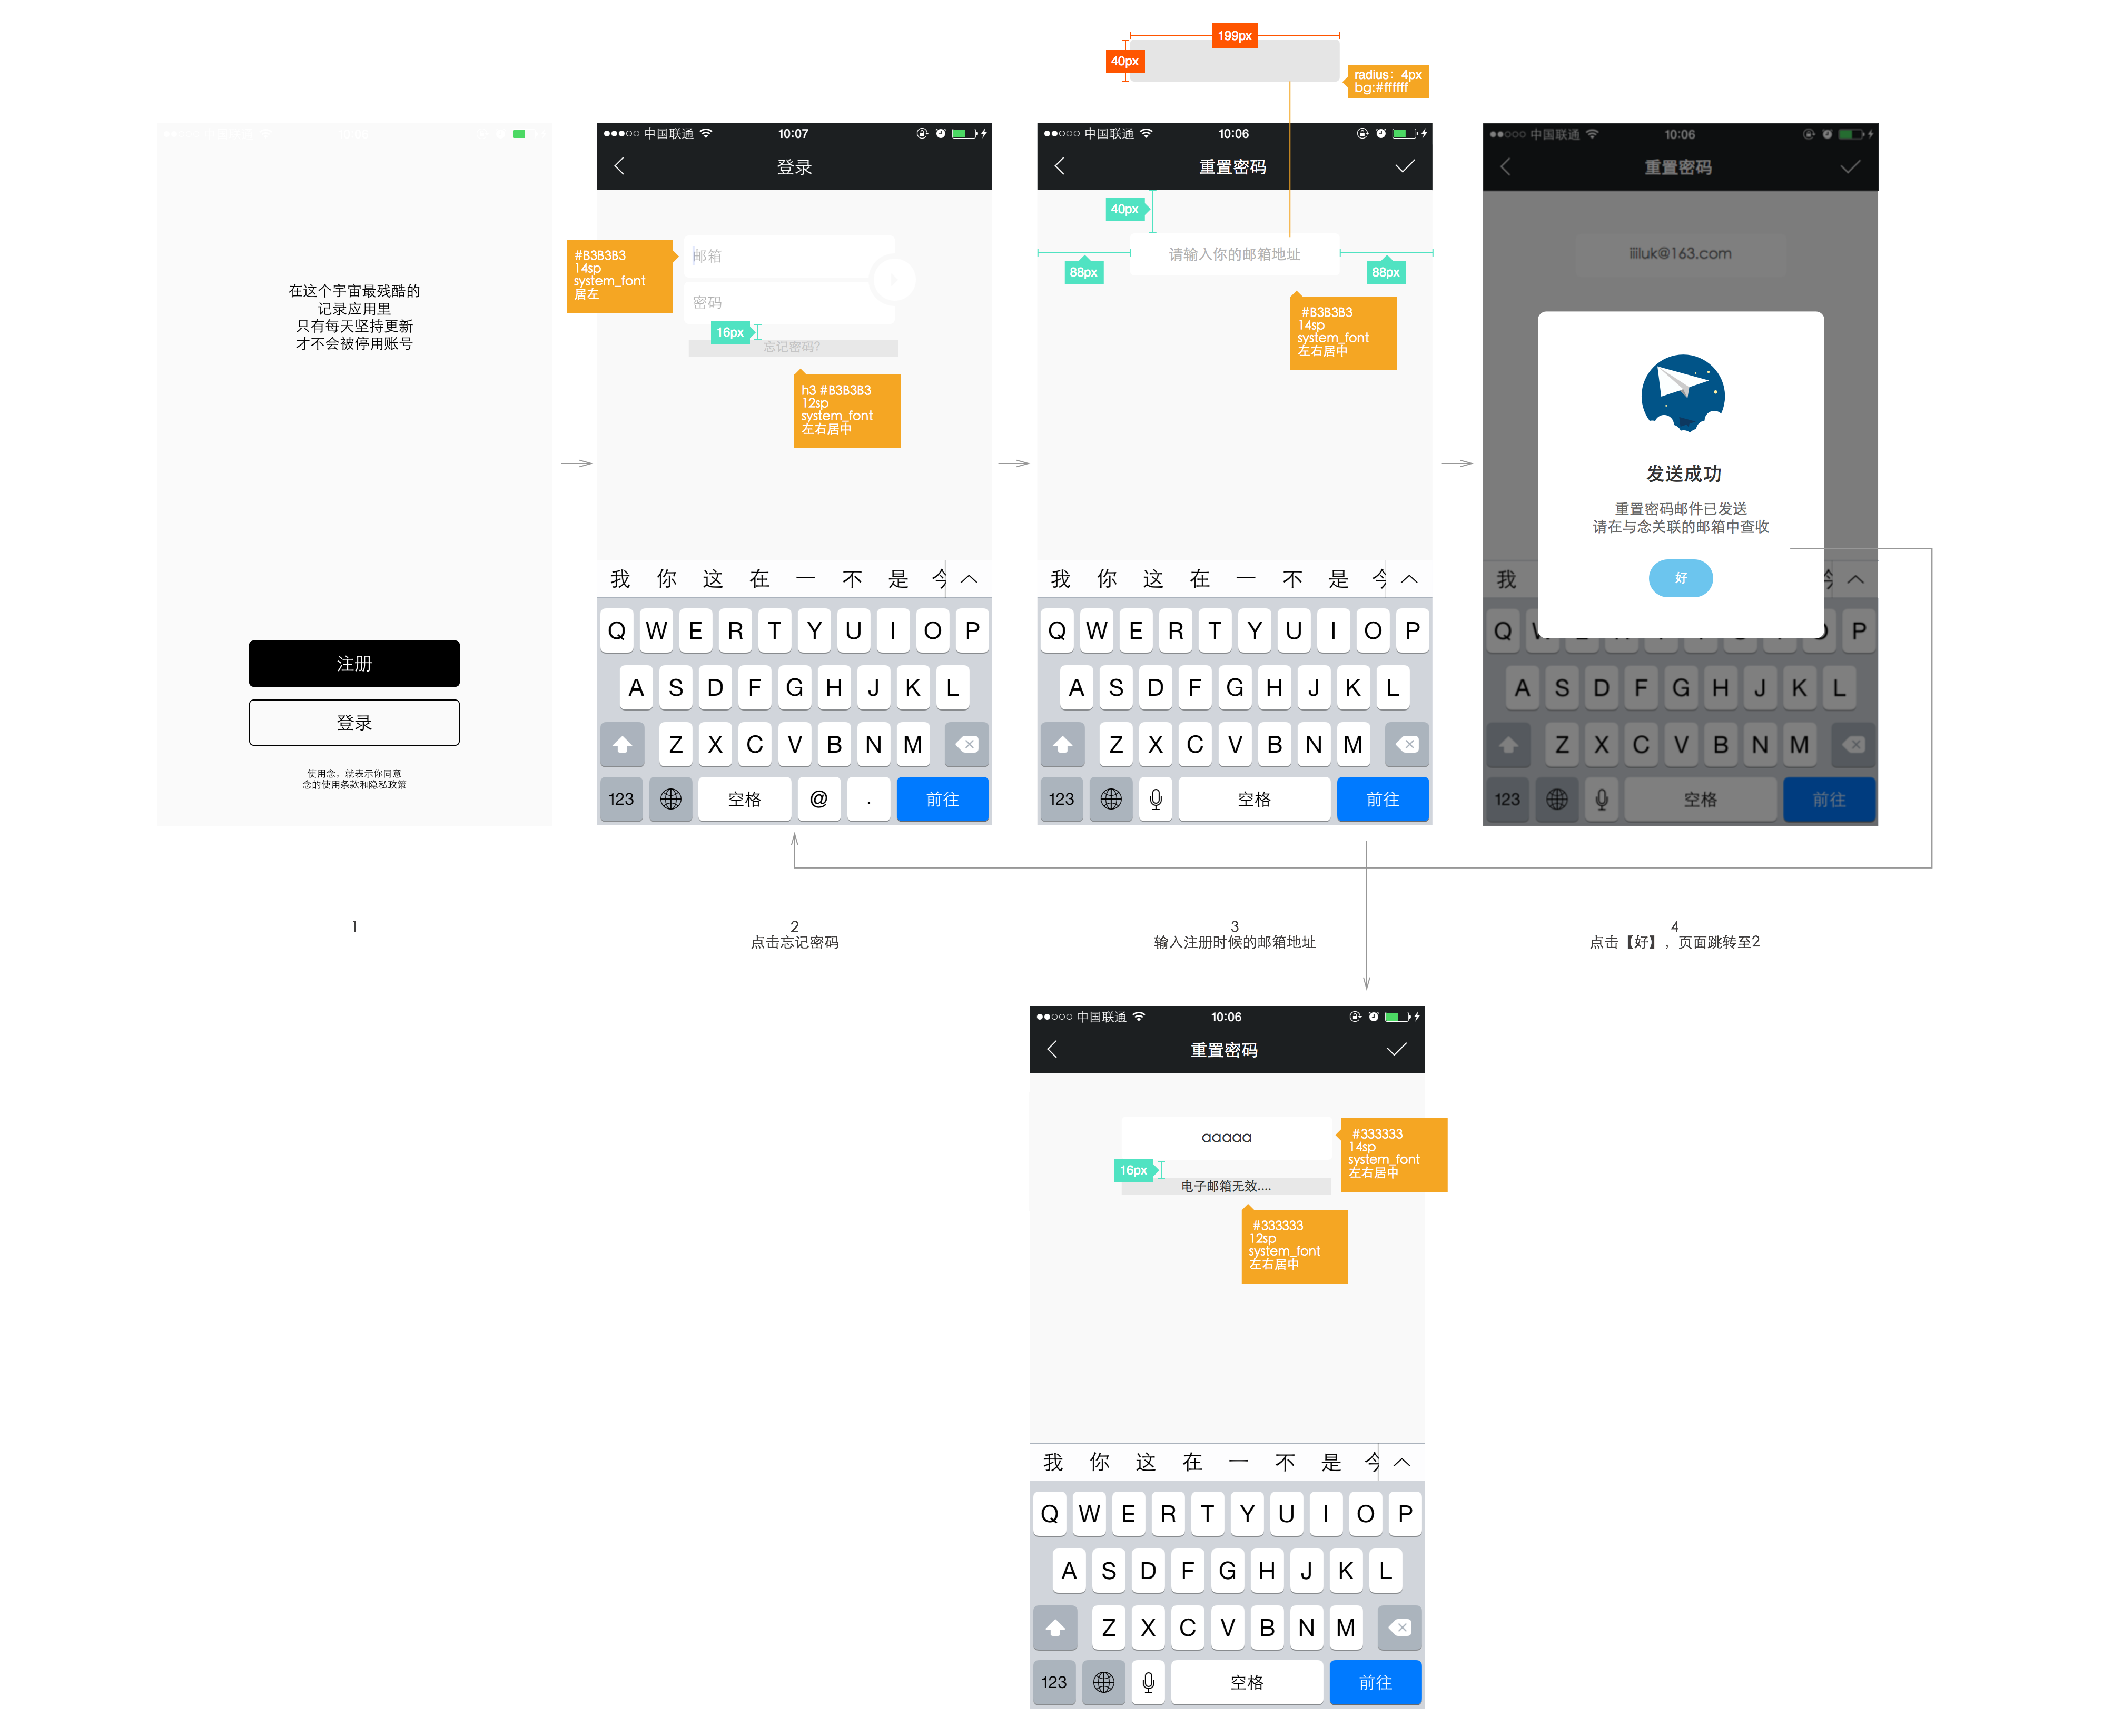 199px
40px
radius：4px
bg:#ffffff
在这个宇宙最残酷的
记录应用里
只有每天坚持更新
才不会被停用账号
注册
登录
使用念，就表示你同意
念的使用条款和隐私政策
1
中国联通
10:07
登录
邮箱
密码
#B3B3B3
14sp
system_font
居左
16px
忘记密码?
h3 #B3B3B3
12sp
system_font
左右居中
我 你 这 在 一 不 是 今
Q W E R T Y U I O P
A S D F G H J K L
Z X C V B N M
123 空格 @ . 前往
2
点击忘记密码
中国联通
10:06
重置密码
40px
请输入你的邮箱地址
88px
88px
#B3B3B3
14sp
system_font
左右居中
我 你 这 在 一 不 是 今
Q W E R T Y U I O P
A S D F G H J K L
Z X C V B N M
123 空格 前往
3
输入注册时候的邮箱地址
中国联通
10:06
重置密码
发送成功
重置密码邮件已发送
请在与念关联的邮箱中查收
好
我
Q P
A S D F G H J K L
Z X C V B N M
123 空格 前往
4
点击【好】，页面跳转至2
中国联通
10:06
重置密码
aaaaa
#333333
14sp
system_font
左右居中
16px
电子邮箱无效....
#333333
12sp
system_font
左右居中
我 你 这 在 一 不 是 今
Q W E R T Y U I O P
A S D F G H J K L
Z X C V B N M
123 空格 前往